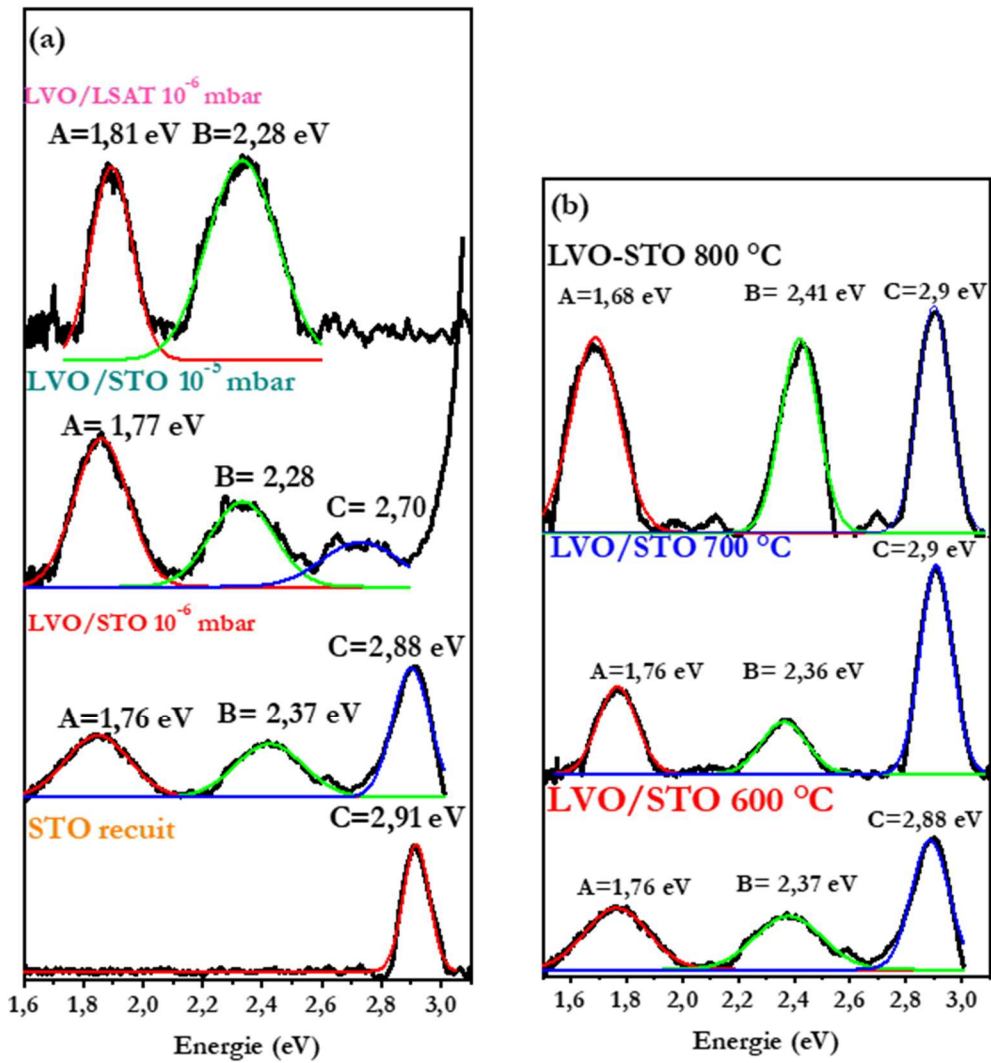 (a)
LVO/LSAT 10⁻⁶ mbar
A=1,81 eV B=2,28 eV
LVO/STO 10⁻⁵ mbar
A= 1,77 eV
B= 2,28
C= 2,70
LVO/STO 10⁻⁶ mbar
C=2,88 eV
A=1,76 eV B= 2,37 eV
STO recuit
C=2,91 eV
1,6 1,8 2,0 2,2 2,4 2,6 2,8 3,0
Energie (eV)
(b)
LVO-STO 800 °C
A=1,68 eV B= 2,41 eV C=2,9 eV
LVO/STO 700 °C
C=2,9 eV
A=1,76 eV B= 2,36 eV
LVO/STO 600 °C
C=2,88 eV
A=1,76 eV B= 2,37 eV
1,6 1,8 2,0 2,2 2,4 2,6 2,8 3,0
Energie (eV)